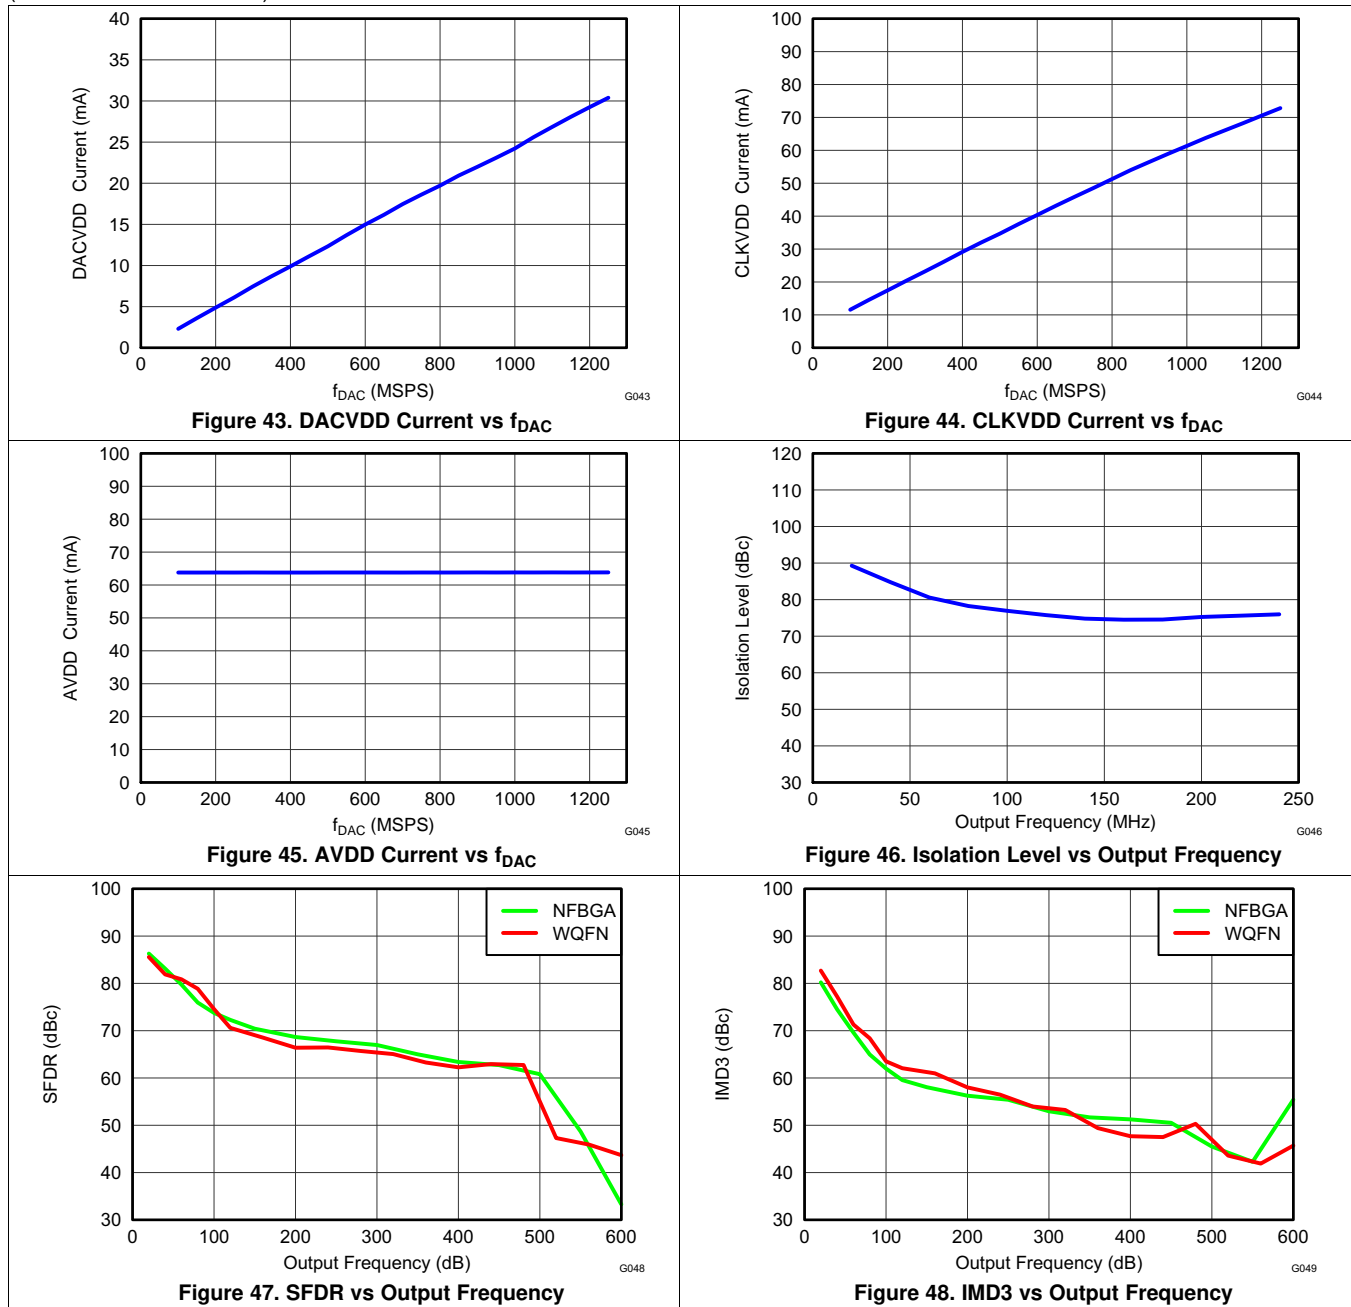 40
35
30
25
20
15
10
5
0
0 200 400 600 800 1000 1200
DACVDD Current (mA)
fDAC (MSPS)
G043
Figure 43. DACVDD Current vs fDAC
100
90
80
70
60
50
40
30
20
10
0
0 200 400 600 800 1000 1200
CLKVDD Current (mA)
fDAC (MSPS)
G044
Figure 44. CLKVDD Current vs fDAC
100
90
80
70
60
50
40
30
20
10
0
0 200 400 600 800 1000 1200
AVDD Current (mA)
fDAC (MSPS)
G045
Figure 45. AVDD Current vs fDAC
120
110
100
90
80
70
60
50
40
30
0 50 100 150 200 250
Isolation Level (dBc)
Output Frequency (MHz)
G046
Figure 46. Isolation Level vs Output Frequency
100
90
80
70
60
50
40
30
0 100 200 300 400 500 600
NFBGA
WQFN
SFDR (dBc)
Output Frequency (dB)
G048
Figure 47. SFDR vs Output Frequency
100
90
80
70
60
50
40
30
0 100 200 300 400 500 600
NFBGA
WQFN
IMD3 (dBc)
Output Frequency (dB)
G049
Figure 48. IMD3 vs Output Frequency